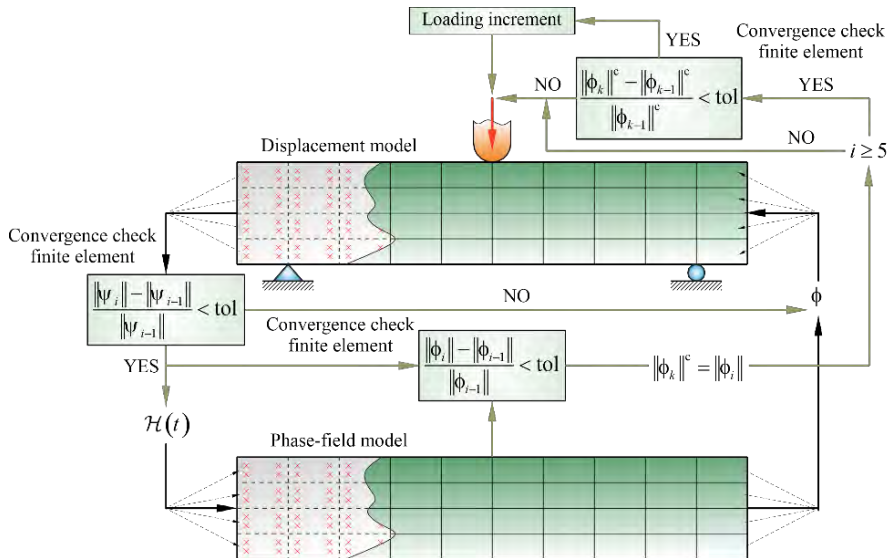 Loading increment
YES
Convergence check
finite element
‖ϕ_k‖^c − ‖ϕ_{k−1}‖^c
‖ϕ_{k−1}‖^c
< tol
NO
YES
NO
i ≥ 5
Displacement model
Convergence check
finite element
‖ψ_i‖ − ‖ψ_{i−1}‖
‖ψ_{i−1}‖
< tol
NO
ϕ
Convergence check
finite element
‖ϕ_i‖ − ‖ϕ_{i−1}‖
‖ϕ_{i−1}‖
< tol
YES
‖ϕ_k‖^c = ‖ϕ_i‖
ℋ(t)
Phase-field model